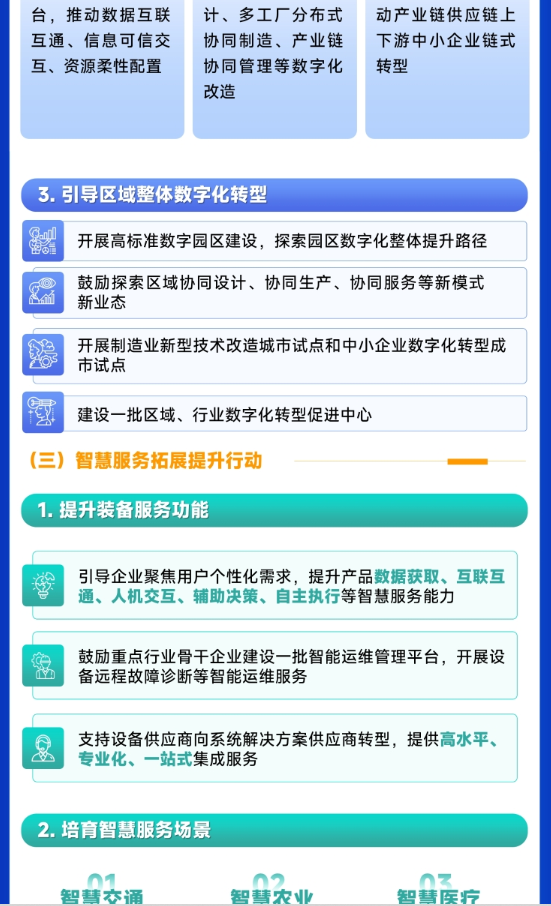 台，推动数据互联
互通、信息可信交
互、资源柔性配置
计、多工厂分布式
协同制造、产业链
协同管理等数字化
改造
动产业链供应链上
下游中小企业链式
转型
3. 引导区域整体数字化转型
开展高标准数字园区建设，探索园区数字化整体提升路径
鼓励探索区域协同设计、协同生产、协同服务等新模式
新业态
开展制造业新型技术改造城市试点和中小企业数字化转型成
市试点
建设一批区域、行业数字化转型促进中心
（三）智慧服务拓展提升行动
1. 提升装备服务功能
引导企业聚焦用户个性化需求，提升产品数据获取、互联互
通、人机交互、辅助决策、自主执行等智慧服务能力
鼓励重点行业骨干企业建设一批智能运维管理平台，开展设
备远程故障诊断等智能运维服务
支持设备供应商向系统解决方案供应商转型，提供高水平、
专业化、一站式集成服务
2. 培育智慧服务场景
01
智慧交通
02
智慧农业
03
智慧医疗